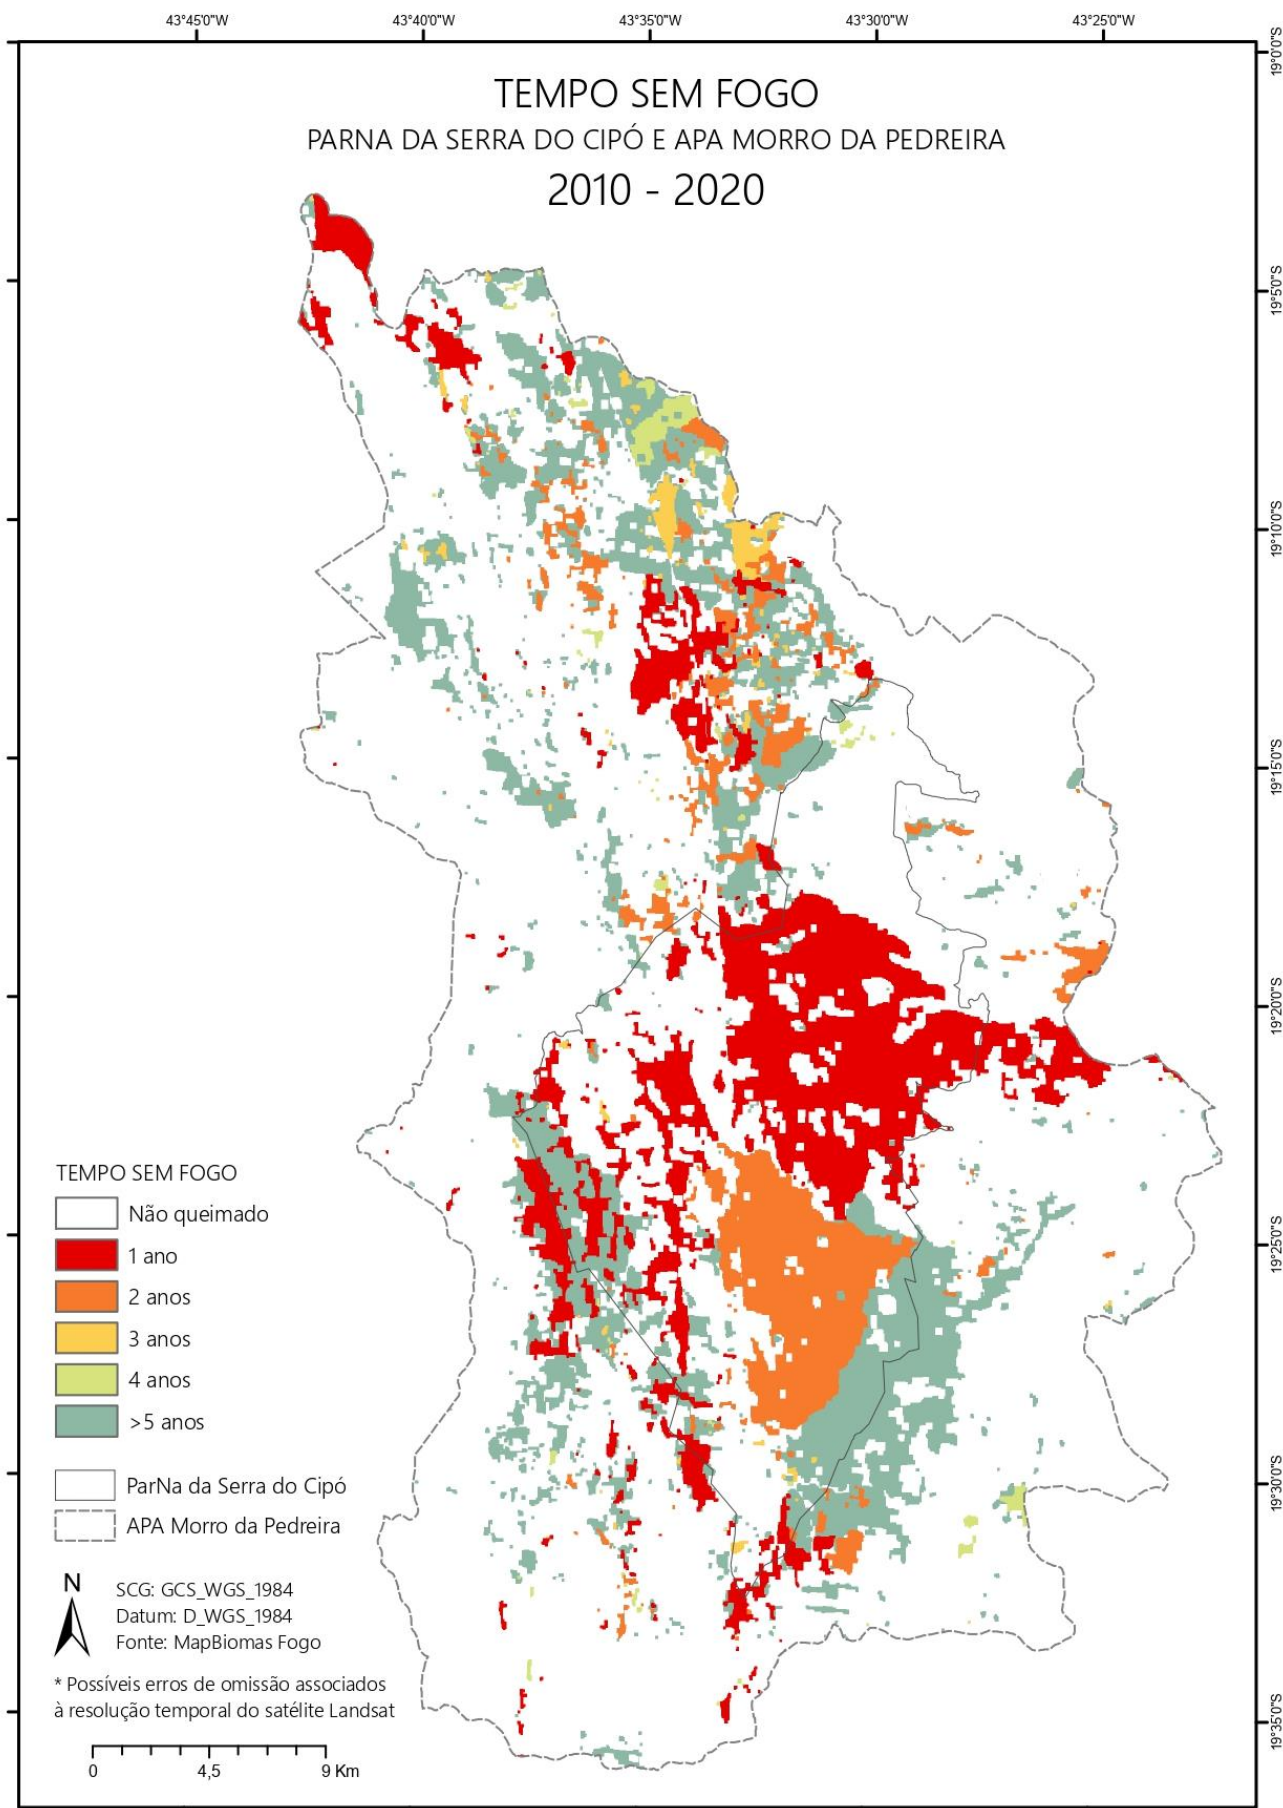 43°45'0"W
43°40'0"W
43°35'0"W
43°30'0"W
43°25'0"W
TEMPO SEM FOGO
PARNA DA SERRA DO CIPÓ E APA MORRO DA PEDREIRA
2010 - 2020
19°0'0"S
19°5'0"S
19°10'0"S
19°15'0"S
19°20'0"S
19°25'0"S
19°30'0"S
19°35'0"S
TEMPO SEM FOGO
Não queimado
1 ano
2 anos
3 anos
4 anos
>5 anos
ParNa da Serra do Cipó
APA Morro da Pedreira
N
SCG: GCS_WGS_1984
Datum: D_WGS_1984
Fonte: MapBiomas Fogo
* Possíveis erros de omissão associados
à resolução temporal do satélite Landsat
0 4,5 9 Km